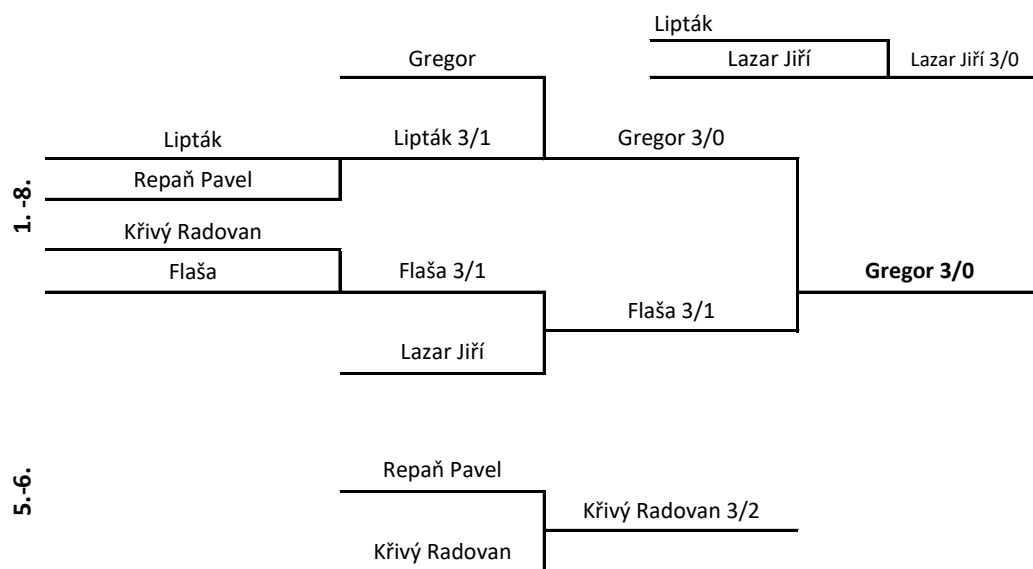 Lipták
Gregor
Lazar Jiří
Lazar Jiří 3/0
Lipták
Lipták 3/1
Gregor 3/0
Repaň Pavel
1. -8.
Křivý Radovan
Flaša
Flaša 3/1
Gregor 3/0
Flaša 3/1
Lazar Jiří
5.-6.
Repaň Pavel
Křivý Radovan 3/2
Křivý Radovan